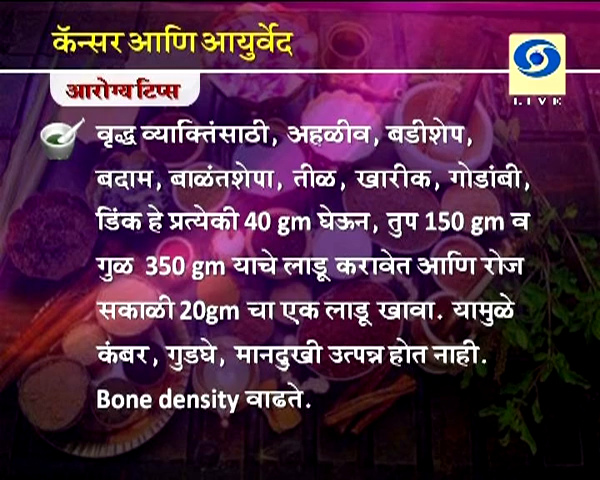 कॅन्सर आणि आयुर्वेद
LIVE
आरोग्य टिप्स
वृद्ध व्याक्तिंसाठी, अहळीव, बडीशेप,
बदाम, बाळंतशेपा, तीळ, खारीक, गोडांबी,
डिंक हे प्रत्येकी 40 gm घेऊन, तुप 150 gm व
गुळ 350 gm याचे लाडू करावेत आणि रोज
सकाळी 20gm चा एक लाडू खावा. यामुळे
कंबर, गुडघे, मानदुखी उत्पन्न होत नाही.
Bone density वाढते.